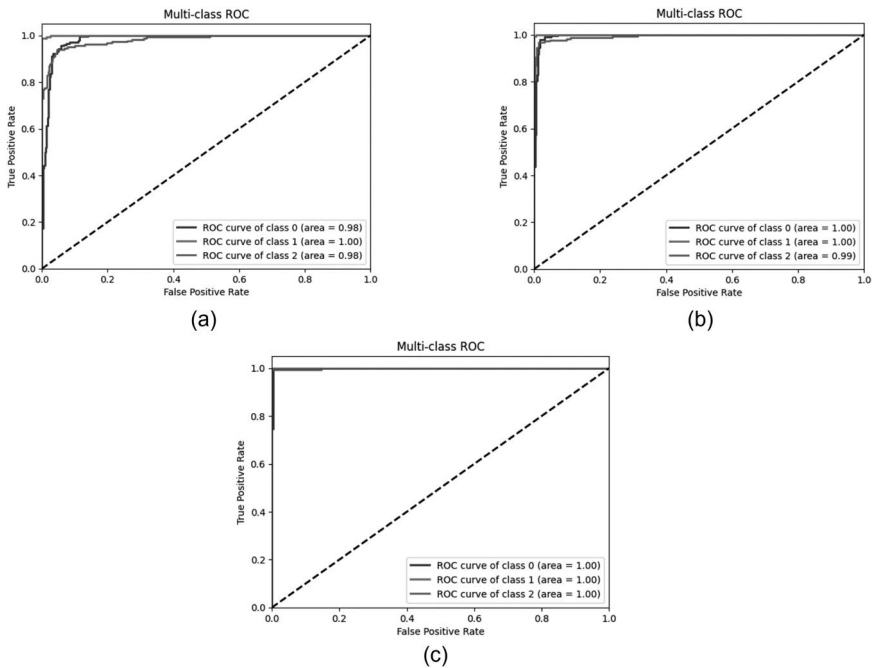 Multi-class ROC
True Positive Rate
1.0
0.8
0.6
0.4
0.2
0.0
ROC curve of class 0 (area = 0.98)
ROC curve of class 1 (area = 1.00)
ROC curve of class 2 (area = 0.98)
0.0 0.2 0.4 0.6 0.8 1.0
False Positive Rate
(a)
Multi-class ROC
True Positive Rate
1.0
0.8
0.6
0.4
0.2
0.0
ROC curve of class 0 (area = 1.00)
ROC curve of class 1 (area = 1.00)
ROC curve of class 2 (area = 0.99)
0.0 0.2 0.4 0.6 0.8 1.0
False Positive Rate
(b)
Multi-class ROC
True Positive Rate
1.0
0.8
0.6
0.4
0.2
0.0
ROC curve of class 0 (area = 1.00)
ROC curve of class 1 (area = 1.00)
ROC curve of class 2 (area = 1.00)
0.0 0.2 0.4 0.6 0.8 1.0
False Positive Rate
(c)